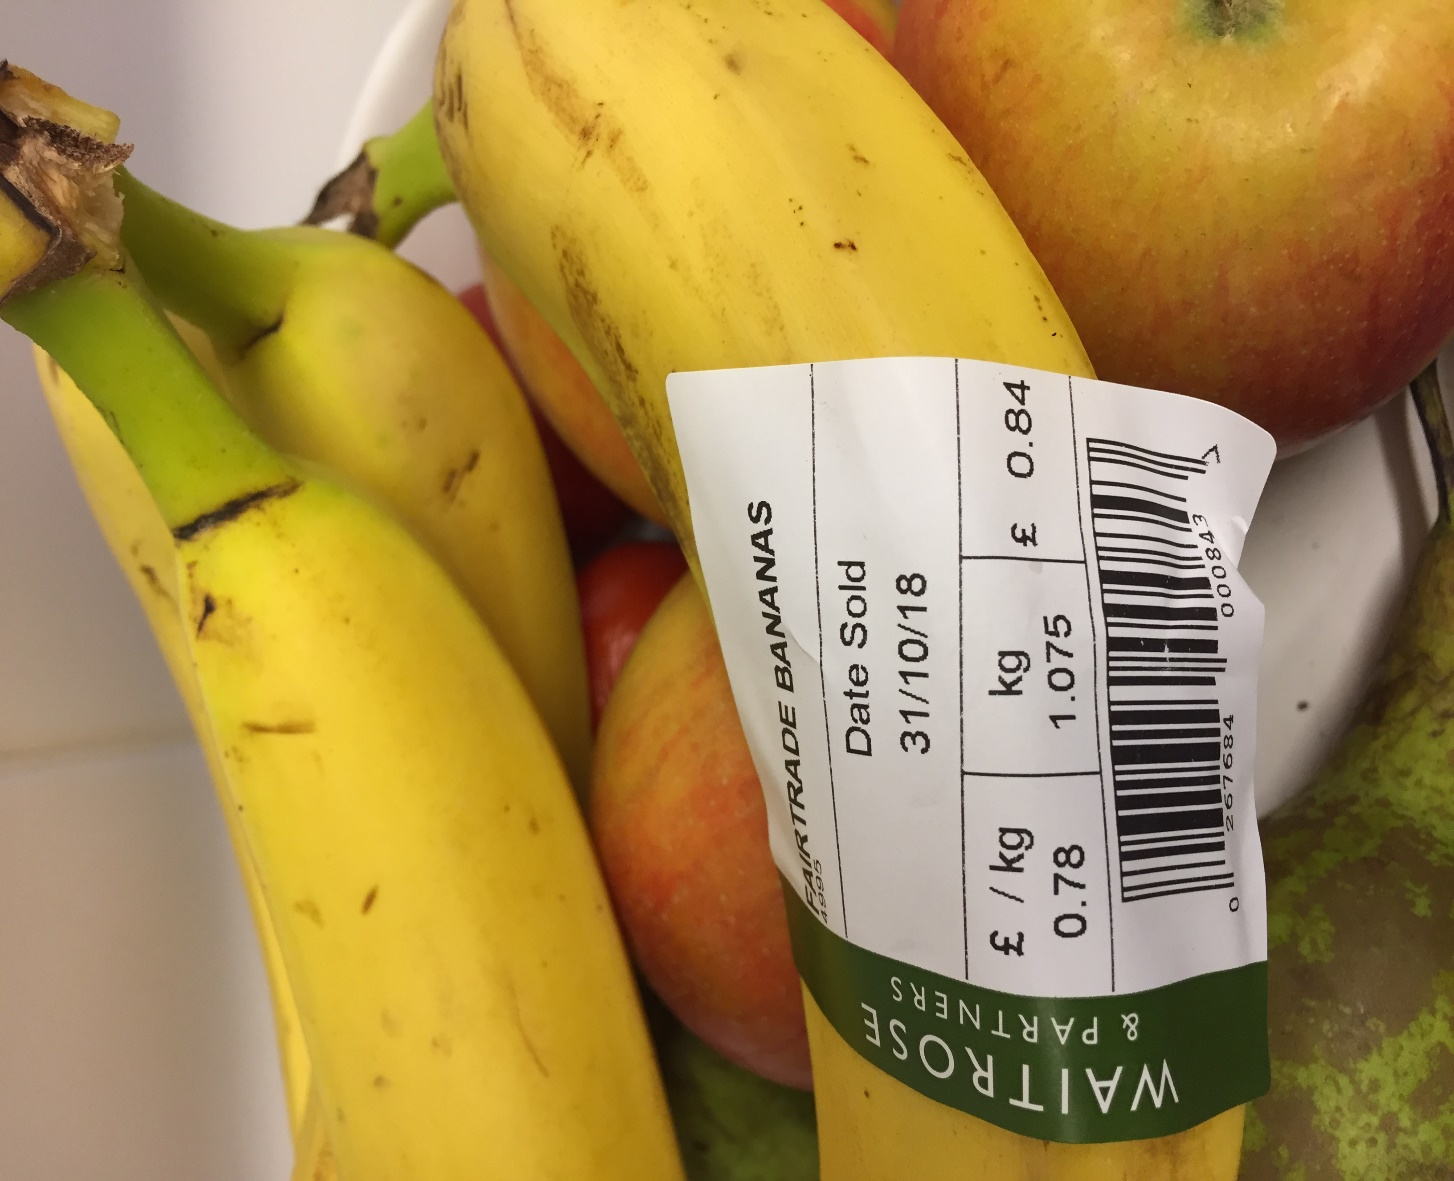 FAIRTRADE BANANAS
4995
Date Sold
31/10/18
£ / kg
0.78
kg
1.075
£ 0.84
0 267684 000843 >
WAITROSE
& PARTNERS